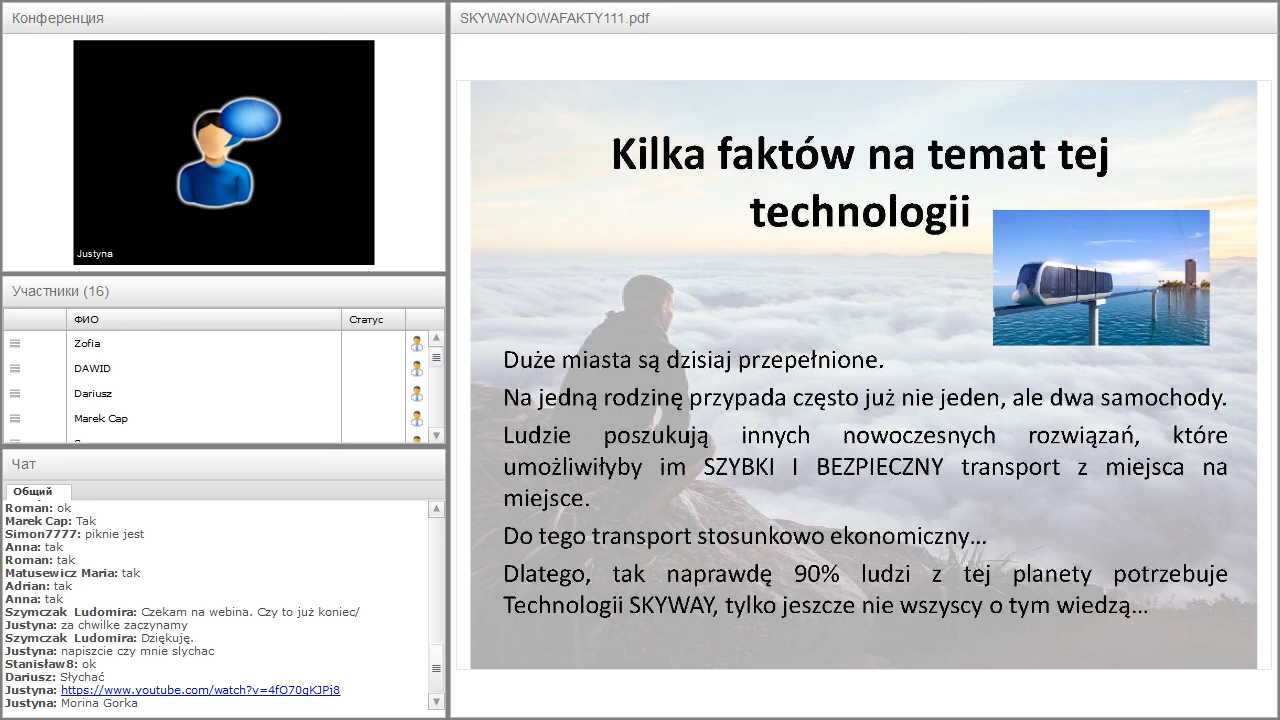 Конференция
Justyna
Участники (16)
ФИО
Статус
Zofia
DAWID
Dariusz
Marek Cap
Чат
Общий
Roman: ok
Marek Cap: Tak
Simon7777: piknie jest
Anna: tak
Roman: tak
Matusewicz Maria: tak
Adrian: tak
Anna: tak
Szymczak Ludomira: Czekam na webina. Czy to już koniec/
Justyna: za chwilke zaczynamy
Szymczak Ludomira: Dziękuję.
Justyna: napiszcie czy mnie slychac
Stanisław8: ok
Dariusz: Słychać
Justyna: https://www.youtube.com/watch?v=4fO70gKJPj8
Justyna: Morina Gorka
SKYWAYNOWAFAKTY111.pdf
Kilka faktów na temat tej
technologii
Duże miasta są dzisiaj przepełnione.
Na jedną rodzinę przypada często już nie jeden, ale dwa samochody.
Ludzie poszukują innych nowoczesnych rozwiązań, które
umożliwiłyby im SZYBKI I BEZPIECZNY transport z miejsca na
miejsce.
Do tego transport stosunkowo ekonomiczny...
Dlatego, tak naprawdę 90% ludzi z tej planety potrzebuje
Technologii SKYWAY, tylko jeszcze nie wszyscy o tym wiedzą...